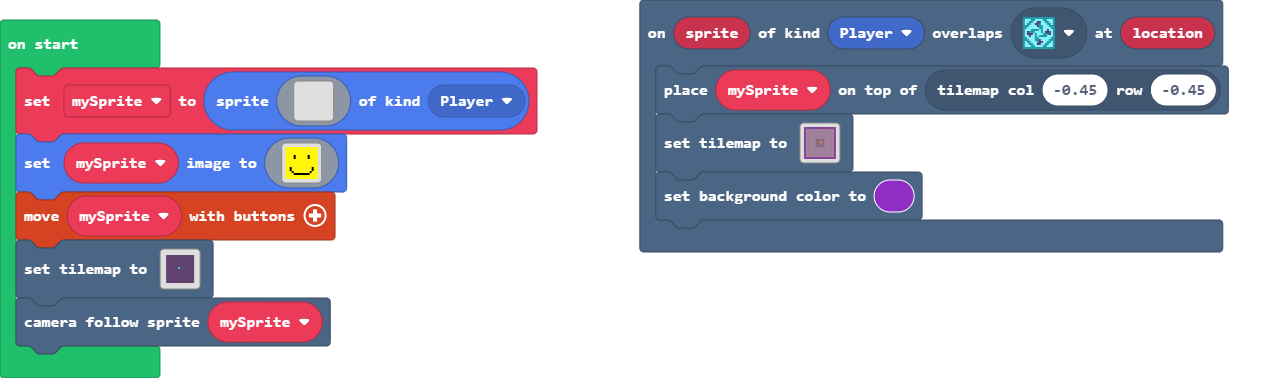 on start
set mySprite to sprite of kind Player
set mySprite image to
move mySprite with buttons
set tilemap to
camera follow sprite mySprite
on sprite of kind Player overlaps at location
place mySprite on top of tilemap col -0.45 row -0.45
set tilemap to
set background color to